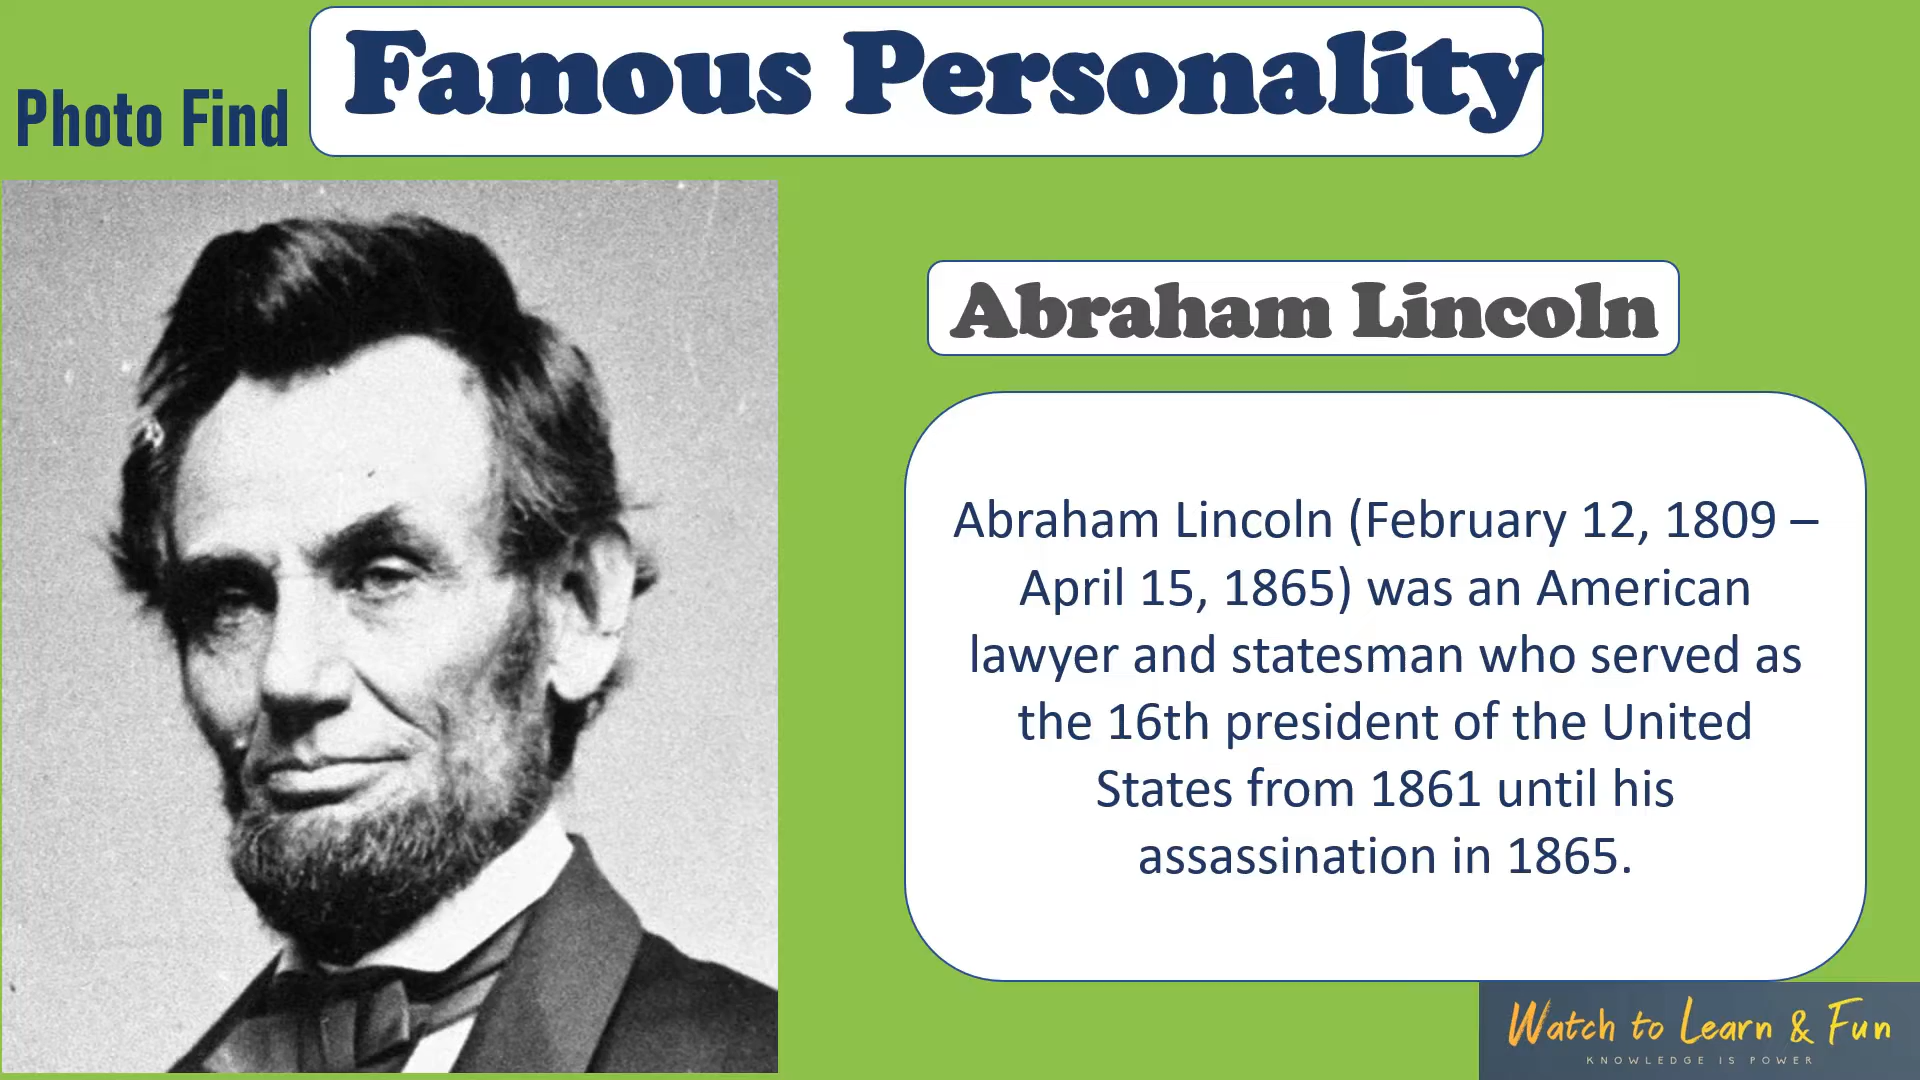 Photo Find
Famous Personality
Abraham Lincoln
Abraham Lincoln (February 12, 1809 –
April 15, 1865) was an American
lawyer and statesman who served as
the 16th president of the United
States from 1861 until his
assassination in 1865.
Watch to Learn & Fun
KNOWLEDGE IS POWER